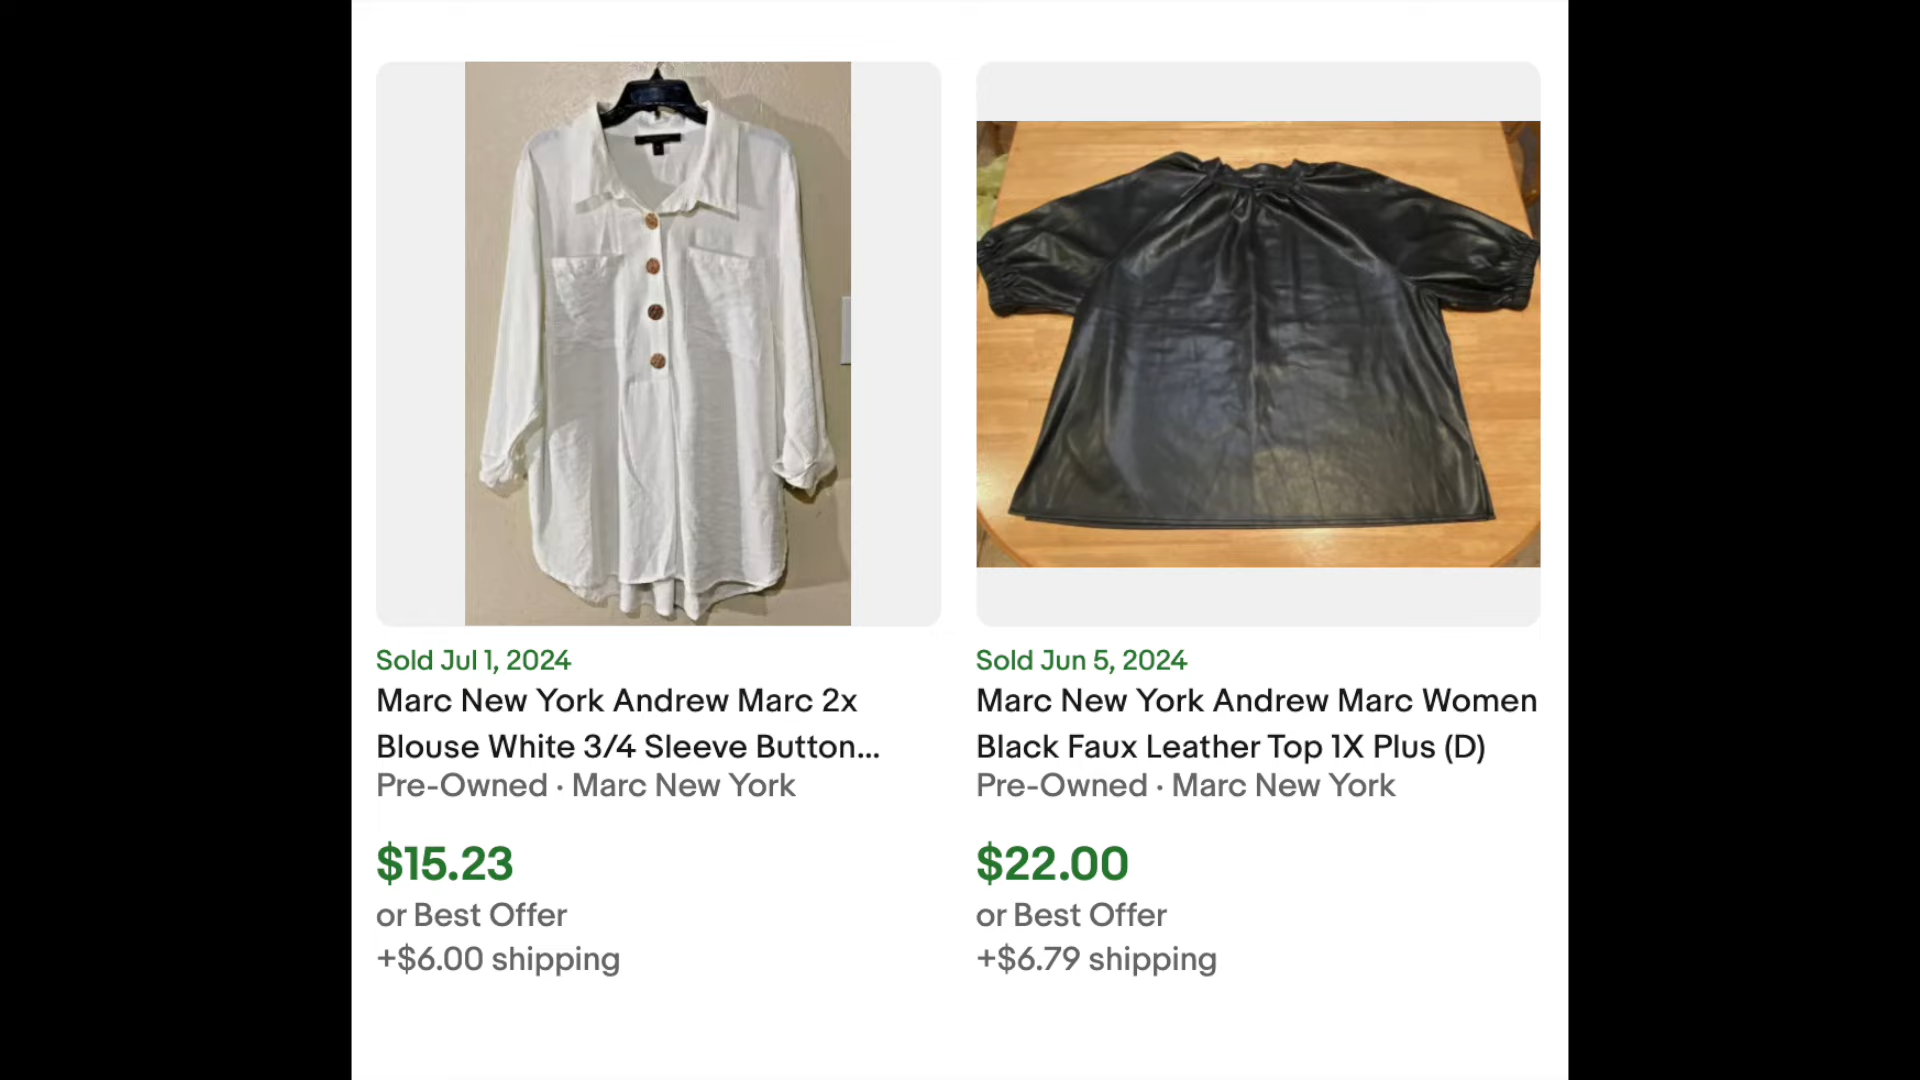 Sold Jul 1, 2024
Marc New York Andrew Marc 2x
Blouse White 3/4 Sleeve Button...
Pre-Owned · Marc New York
$15.23
or Best Offer
+$6.00 shipping
Sold Jun 5, 2024
Marc New York Andrew Marc Women
Black Faux Leather Top 1X Plus (D)
Pre-Owned · Marc New York
$22.00
or Best Offer
+$6.79 shipping